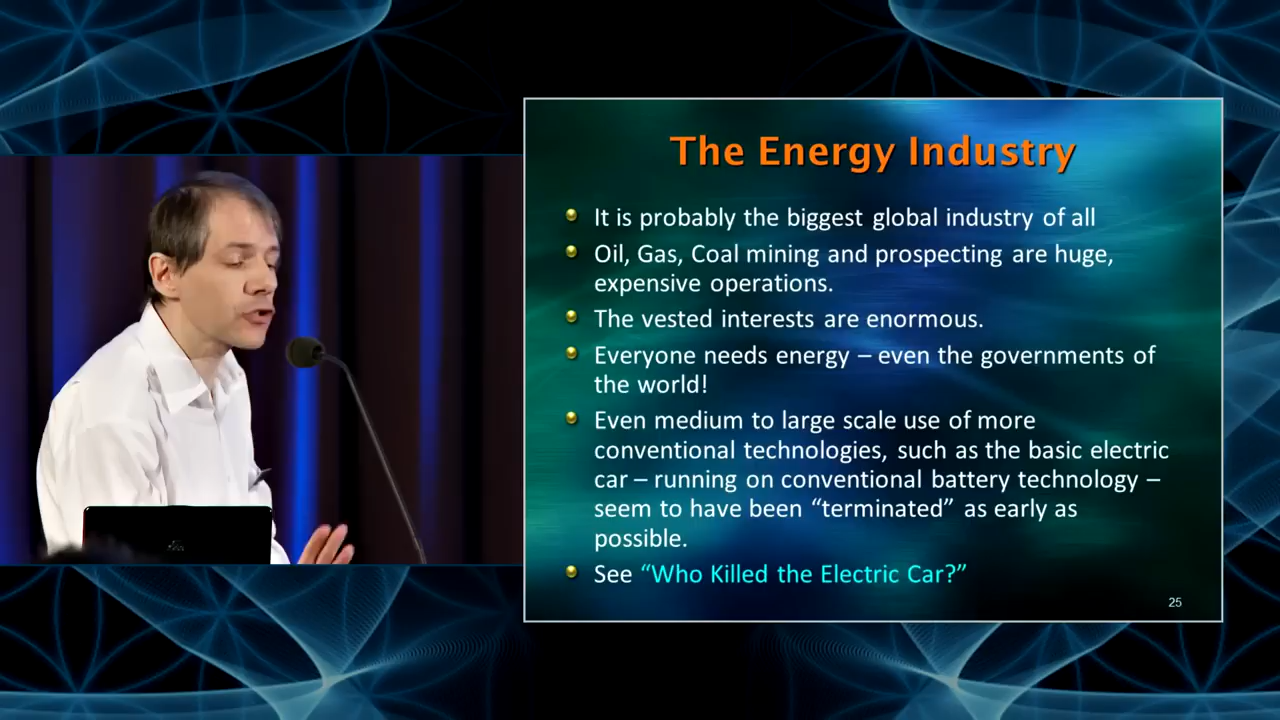 The Energy Industry
It is probably the biggest global industry of all
Oil, Gas, Coal mining and prospecting are huge,
expensive operations.
The vested interests are enormous.
Everyone needs energy – even the governments of
the world!
Even medium to large scale use of more
conventional technologies, such as the basic electric
car – running on conventional battery technology –
seem to have been “terminated” as early as
possible.
See “Who Killed the Electric Car?”
25